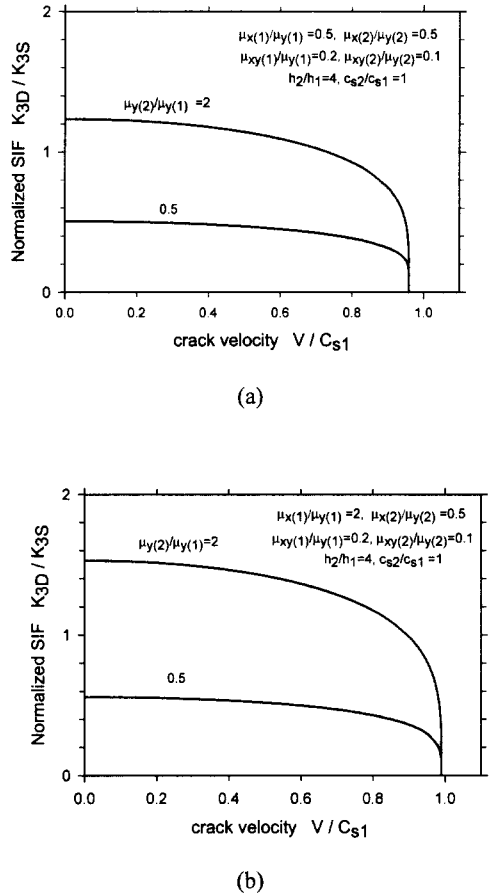 μx(1)/μy(1) =0.5, μx(2)/μy(2) =0.5
μxy(1)/μy(1)=0.2, μxy(2)/μy(2)=0.1
h2/h1=4, cs2/cs1 =1
μy(2)/μy(1) =2
0.5
Normalized SIF K3D / K3S
2
1
0
0.0 0.2 0.4 0.6 0.8 1.0
crack velocity V / Cs1
(a)
μx(1)/μy(1) =2, μx(2)/μy(2) =0.5
μxy(1)/μy(1)=0.2, μxy(2)/μy(2)=0.1
h2/h1=4, cs2/cs1 =1
μy(2)/μy(1)=2
0.5
Normalized SIF K3D / K3S
2
1
0
0.0 0.2 0.4 0.6 0.8 1.0
crack velocity V / Cs1
(b)